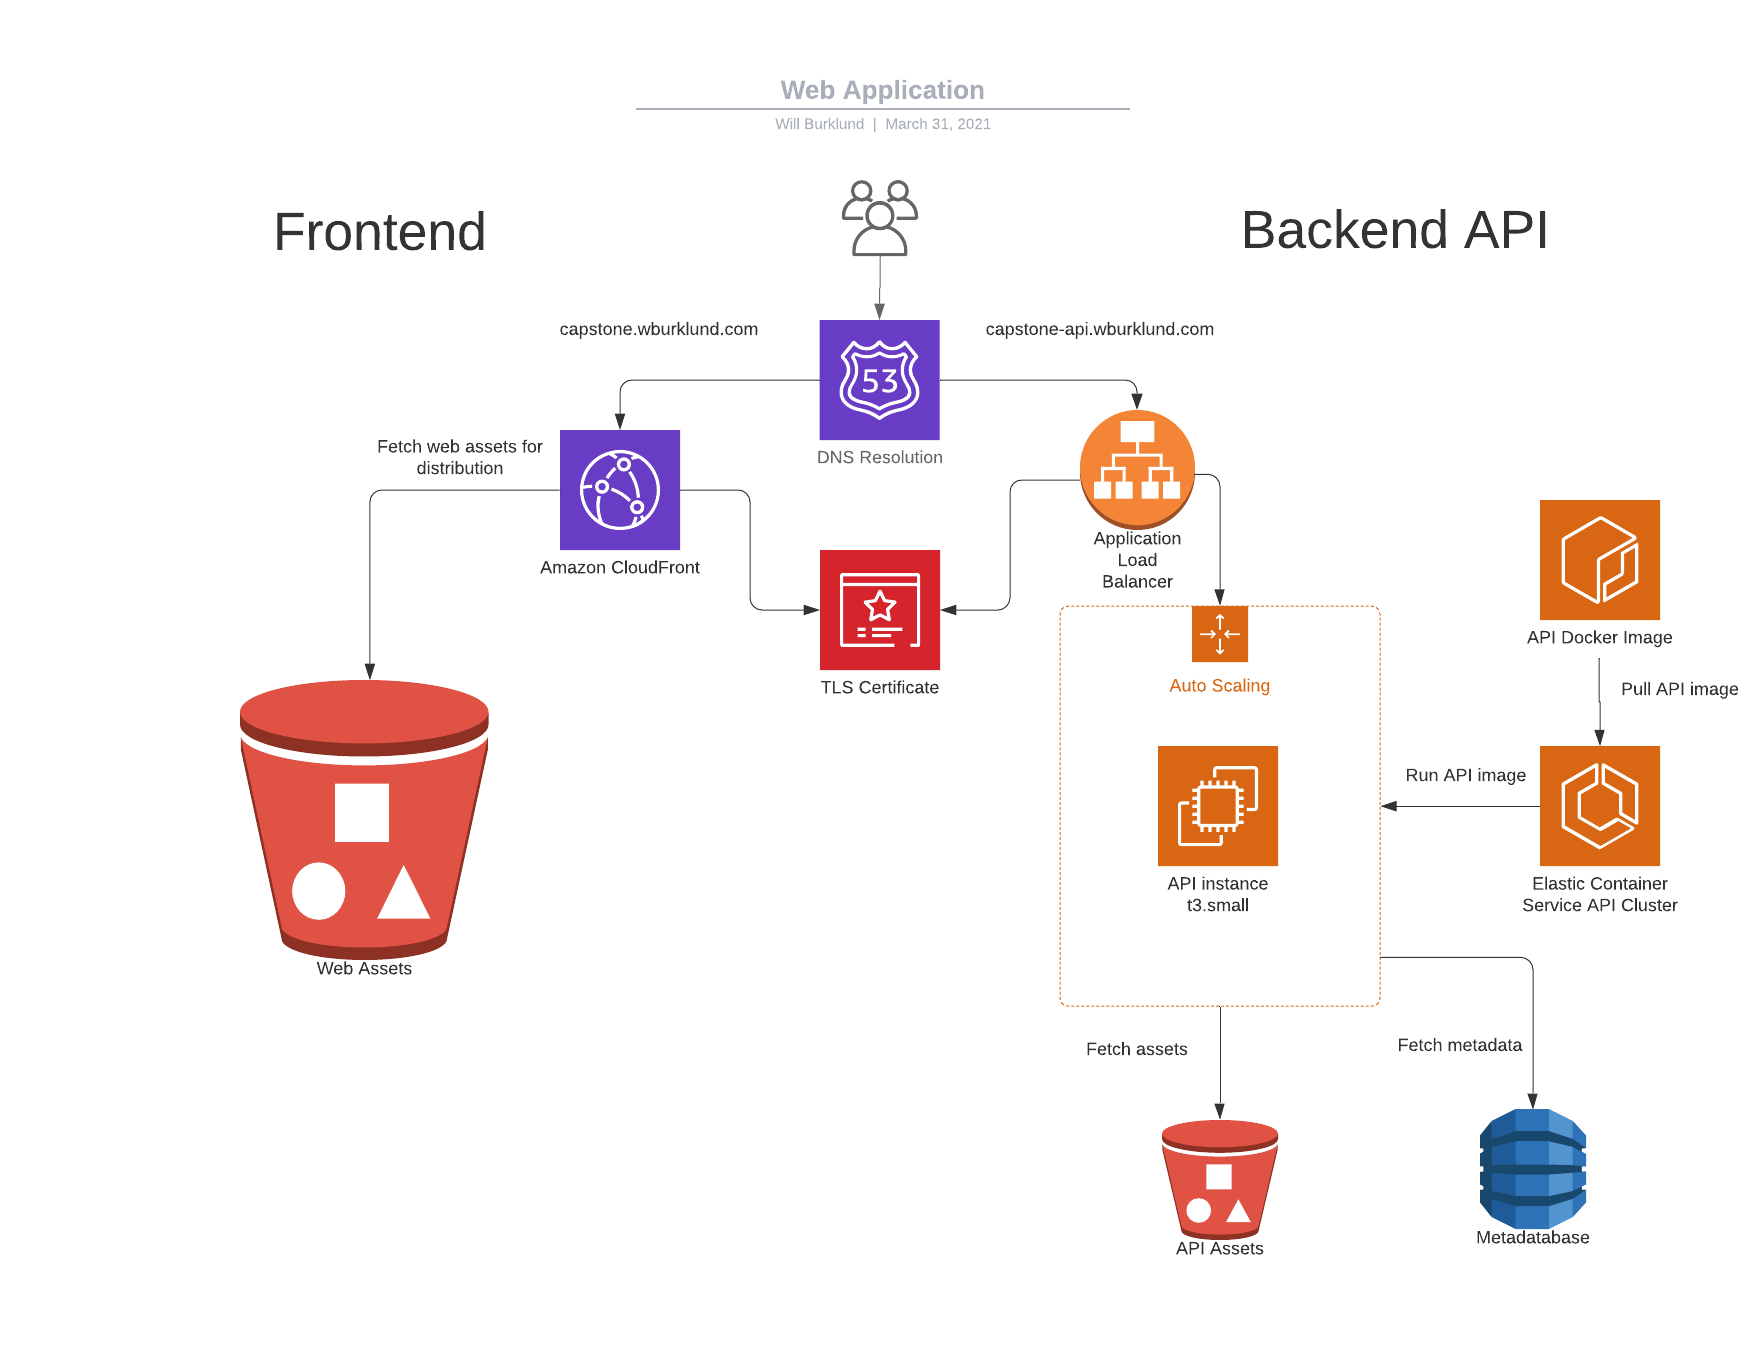 Web Application
Will Burklund | March 31, 2021
Frontend
Backend API
capstone.wburklund.com
capstone-api.wburklund.com
53
DNS Resolution
Fetch web assets for
distribution
Amazon CloudFront
Application
Load
Balancer
TLS Certificate
API Docker Image
Auto Scaling
Pull API image
Run API image
API instance
t3.small
Elastic Container
Service API Cluster
Web Assets
Fetch assets
Fetch metadata
API Assets
Metadatabase